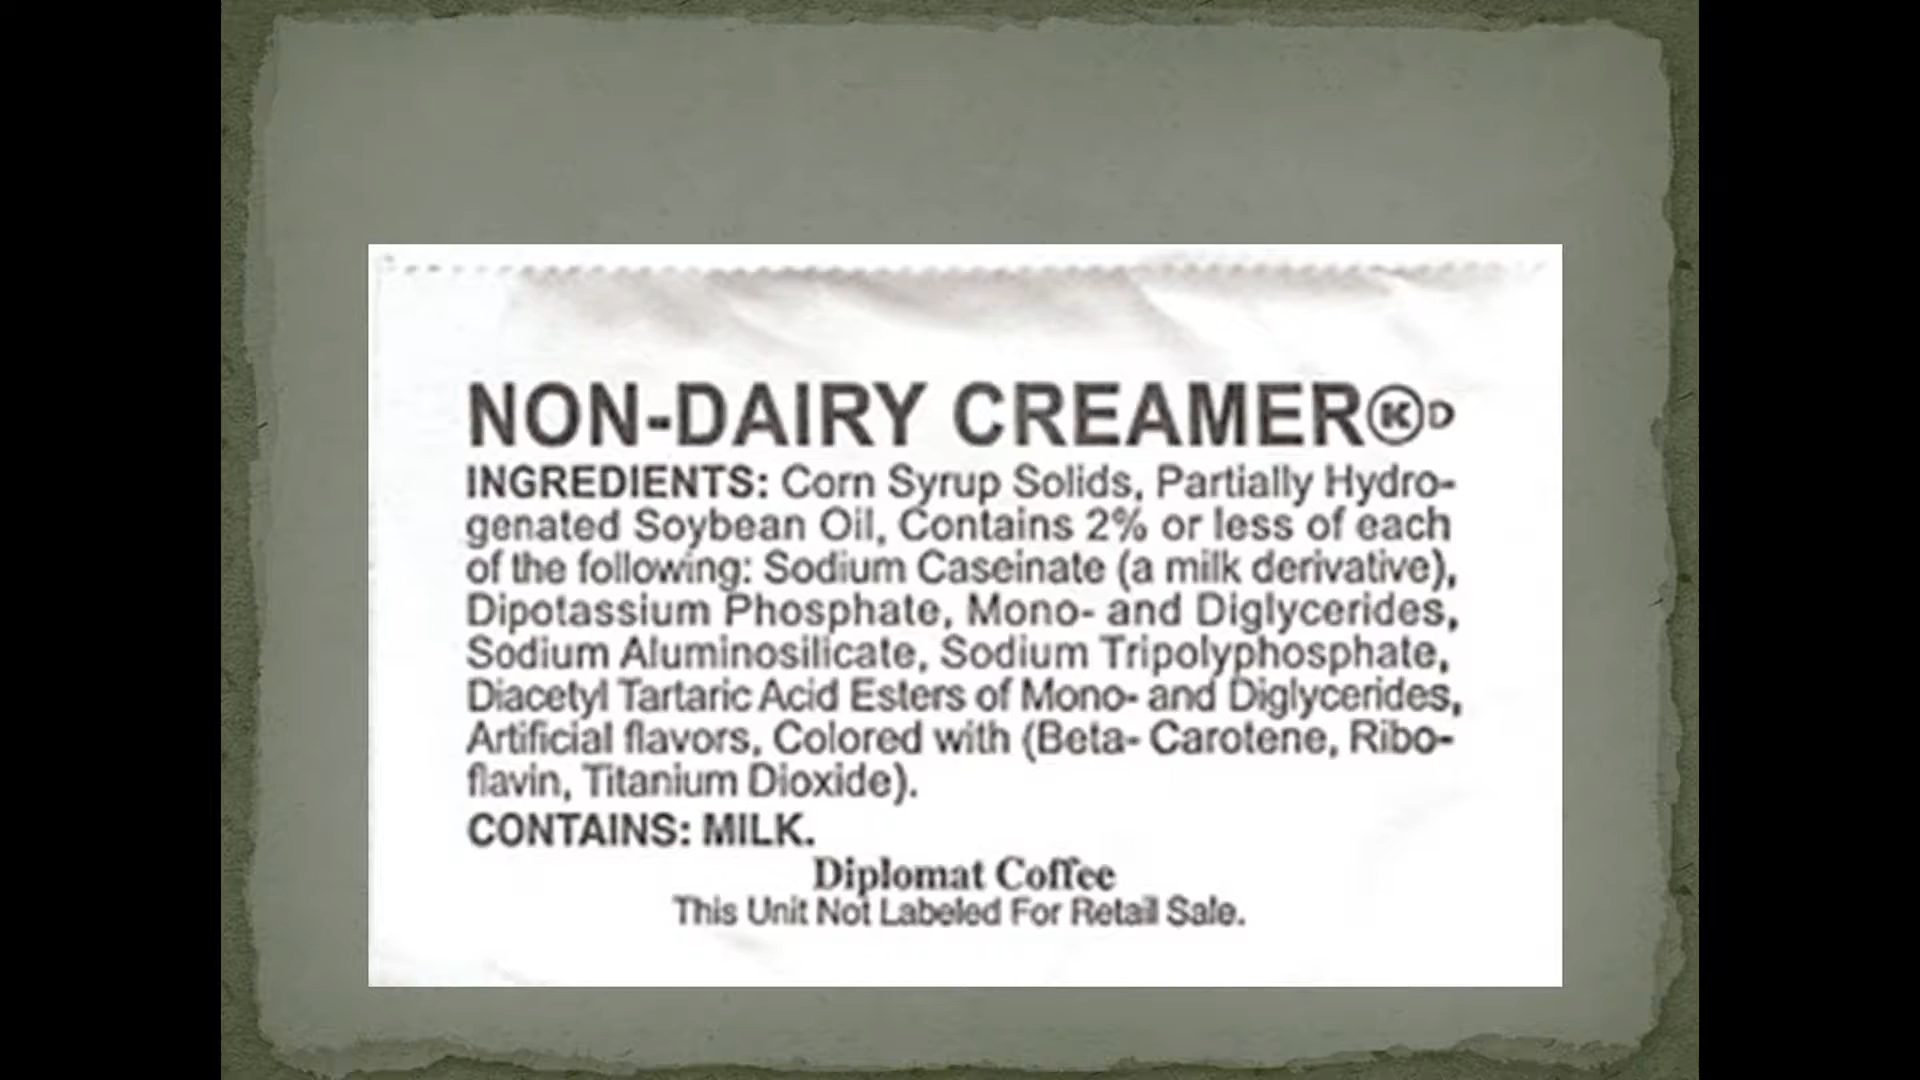 NON-DAIRY CREAMER ⓀD
INGREDIENTS: Corn Syrup Solids, Partially Hydro-
genated Soybean Oil, Contains 2% or less of each
of the following: Sodium Caseinate (a milk derivative),
Dipotassium Phosphate, Mono- and Diglycerides,
Sodium Aluminosilicate, Sodium Tripolyphosphate,
Diacetyl Tartaric Acid Esters of Mono- and Diglycerides,
Artificial flavors, Colored with (Beta- Carotene, Ribo-
flavin, Titanium Dioxide).
CONTAINS: MILK.
Diplomat Coffee
This Unit Not Labeled For Retail Sale.